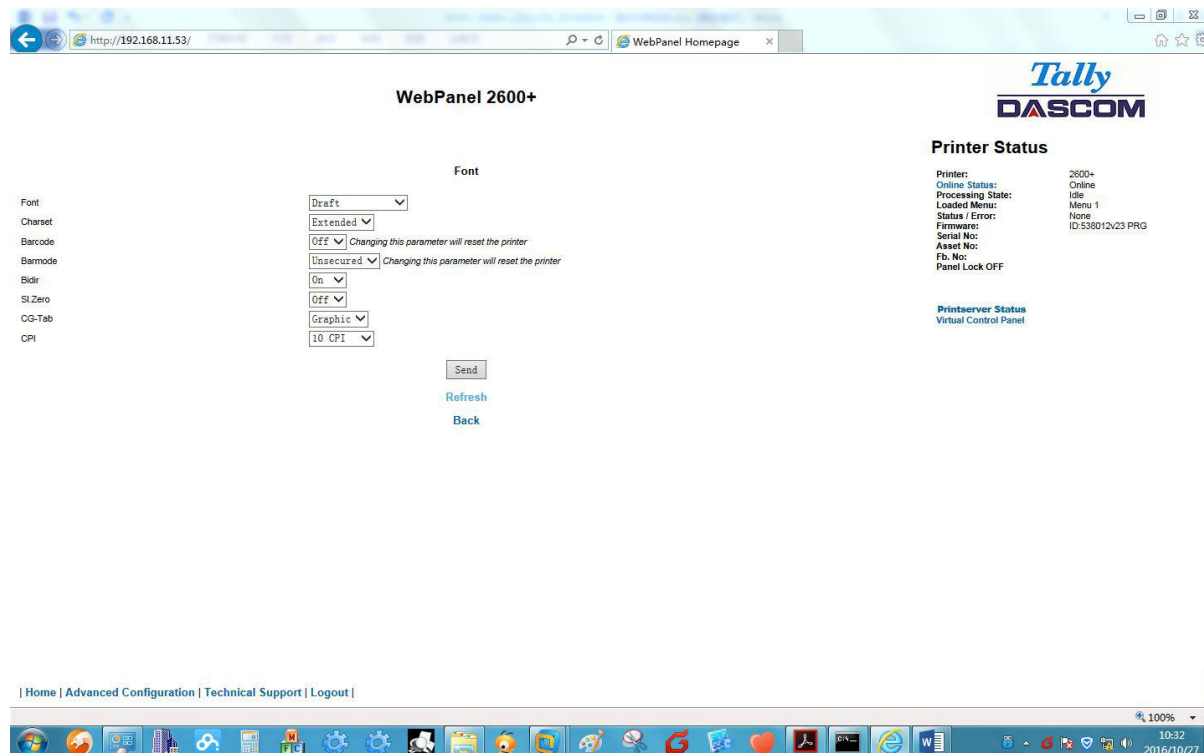 http://192.168.11.53/
WebPanel Homepage
WebPanel 2600+
Tally
DASCOM
Printer Status
Printer: 2600+
Online Status: Online
Processing State: Idle
Loaded Menu: Menu 1
Status / Error: None
Firmware: ID:538012v23 PRG
Serial No:
Asset No:
Fb. No:
Panel Lock OFF
Printserver Status
Virtual Control Panel
Font
Font Draft
Charset Extended
Barcode Off Changing this parameter will reset the printer
Barmode Unsecured Changing this parameter will reset the printer
Bidir On
Sl.Zero Off
CG-Tab Graphic
CPI 10 CPI
Send
Refresh
Back
| Home | Advanced Configuration | Technical Support | Logout |
100%
10:32